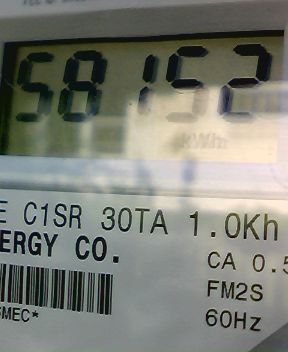 58152
kWh
E C1SR 30TA 1.0Kh
ERGY CO.
CA 0.5
FM2S
60Hz
SMEC*